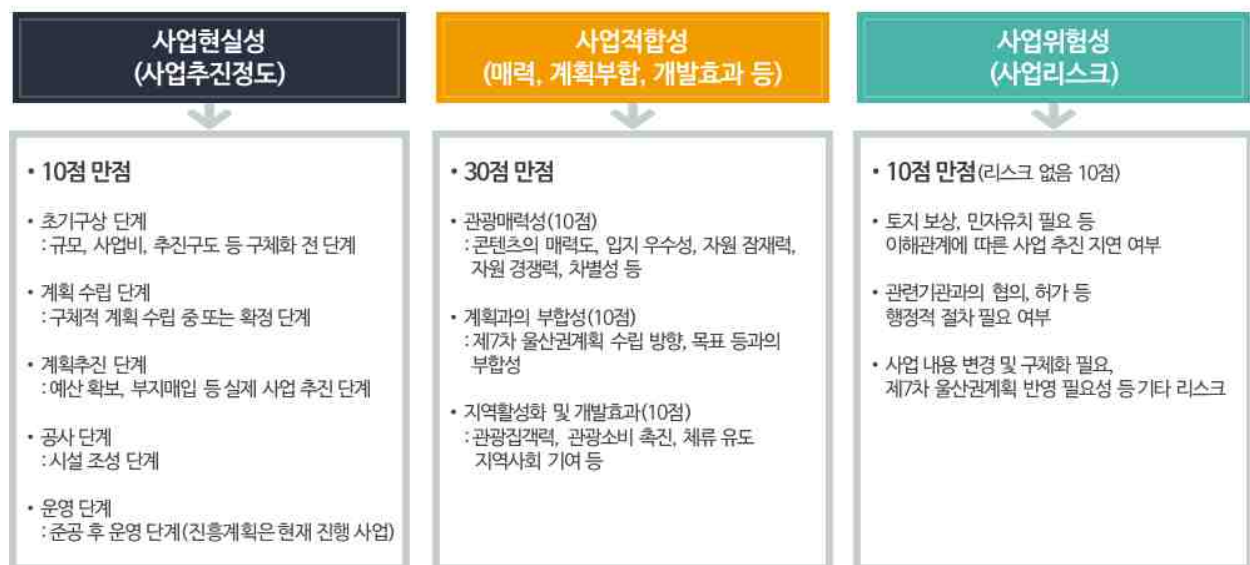 사업현실성
(사업추진정도)
• 10점 만점
• 초기구상 단계
: 규모, 사업비, 추진구도 등 구체화 전 단계
• 계획 수립 단계
: 구체적 계획 수립 중 또는 확정 단계
• 계획추진 단계
: 예산 확보, 부지매입 등 실제 사업 추진 단계
• 공사 단계
: 시설 조성 단계
• 운영 단계
: 준공 후 운영 단계(진흥계획은 현재 진행 사업)
사업적합성
(매력, 계획부합, 개발효과 등)
• 30점 만점
• 관광매력성(10점)
: 콘텐츠의 매력도, 입지 우수성, 자원 잠재력,
자원 경쟁력, 차별성 등
• 계획과의 부합성(10점)
: 제7차 울산권계획 수립 방향, 목표 등과의
부합성
• 지역활성화 및 개발효과(10점)
: 관광집객력, 관광소비 촉진, 체류 유도
지역사회 기여 등
사업위험성
(사업리스크)
• 10점 만점(리스크 없음 10점)
• 토지 보상, 민자유치 필요 등
이해관계에 따른 사업 추진 지연 여부
• 관련기관과의 협의, 허가 등
행정적 절차 필요 여부
• 사업 내용 변경 및 구체화 필요,
제7차 울산권계획 반영 필요성 등 기타 리스크